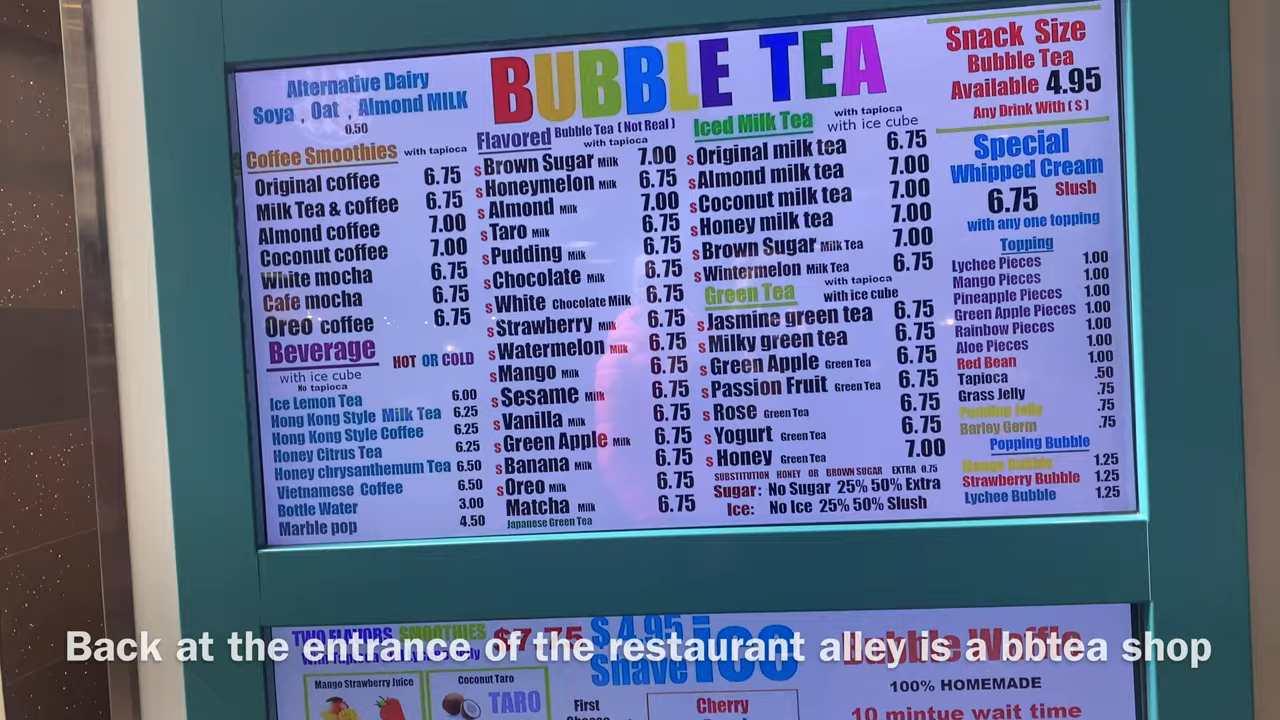 BUBBLE TEA
Alternative Dairy
Soya , Oat , Almond MILK
0.50
Coffee Smoothies with tapioca
Original coffee 6.75
Milk Tea & coffee 6.75
Almond coffee 7.00
Coconut coffee 7.00
White mocha 6.75
Cafe mocha 6.75
Oreo coffee 6.75
Beverage HOT OR COLD
with ice cube
No tapioca
Ice Lemon Tea 6.00
Hong Kong Style Milk Tea 6.25
Hong Kong Style Coffee 6.25
Honey Citrus Tea 6.25
Honey chrysanthemum Tea 6.50
Vietnamese Coffee 6.50
Bottle Water 3.00
Marble pop 4.50
Flavored Bubble Tea ( Not Real )
with tapioca
s Brown Sugar Milk 7.00
s Honeymelon Milk 6.75
s Almond Milk 7.00
s Taro Milk 6.75
s Pudding Milk 6.75
s Chocolate Milk 6.75
s White Chocolate Milk 6.75
s Strawberry Milk 6.75
s Watermelon Milk 6.75
s Mango Milk 6.75
s Sesame Milk 6.75
s Vanilla Milk 6.75
s Green Apple Milk 6.75
s Banana Milk 6.75
s Oreo Milk 6.75
Matcha Milk 6.75
Japanese Green Tea
Iced Milk Tea with tapioca
with ice cube
s Original milk tea 6.75
s Almond milk tea 7.00
s Coconut milk tea 7.00
s Honey milk tea 7.00
s Brown Sugar Milk Tea 7.00
s Wintermelon Milk Tea 6.75
Green Tea with tapioca
with ice cube
s Jasmine green tea 6.75
s Milky green tea 6.75
s Green Apple Green Tea 6.75
s Passion Fruit Green Tea 6.75
s Rose Green Tea 6.75
s Yogurt Green Tea 6.75
s Honey Green Tea 7.00
SUBSTITUTION HONEY OR BROWN SUGAR EXTRA 0.75
Sugar: No Sugar 25% 50% Extra
Ice: No Ice 25% 50% Slush
Snack Size
Bubble Tea
Available 4.95
Any Drink With ( S )
Special
Whipped Cream
6.75 Slush
with any one topping
Topping
Lychee Pieces 1.00
Mango Pieces 1.00
Pineapple Pieces 1.00
Green Apple Pieces 1.00
Rainbow Pieces 1.00
Aloe Pieces 1.00
Red Bean 1.00
Tapioca .50
Grass Jelly .75
Pudding Jelly .75
Barley Germ .75
Popping Bubble
Mango Bubble 1.25
Strawberry Bubble 1.25
Lychee Bubble 1.25
Back at the entrance of the restaurant alley is a bbtea shop
TWO FLAVORS SMOOTHIES $7.75
Mango Strawberry Juice
Coconut Taro
TARO
$4.95
Shave ice
First
Cherry
Bubble Waffle
100% HOMEMADE
10 mintue wait time